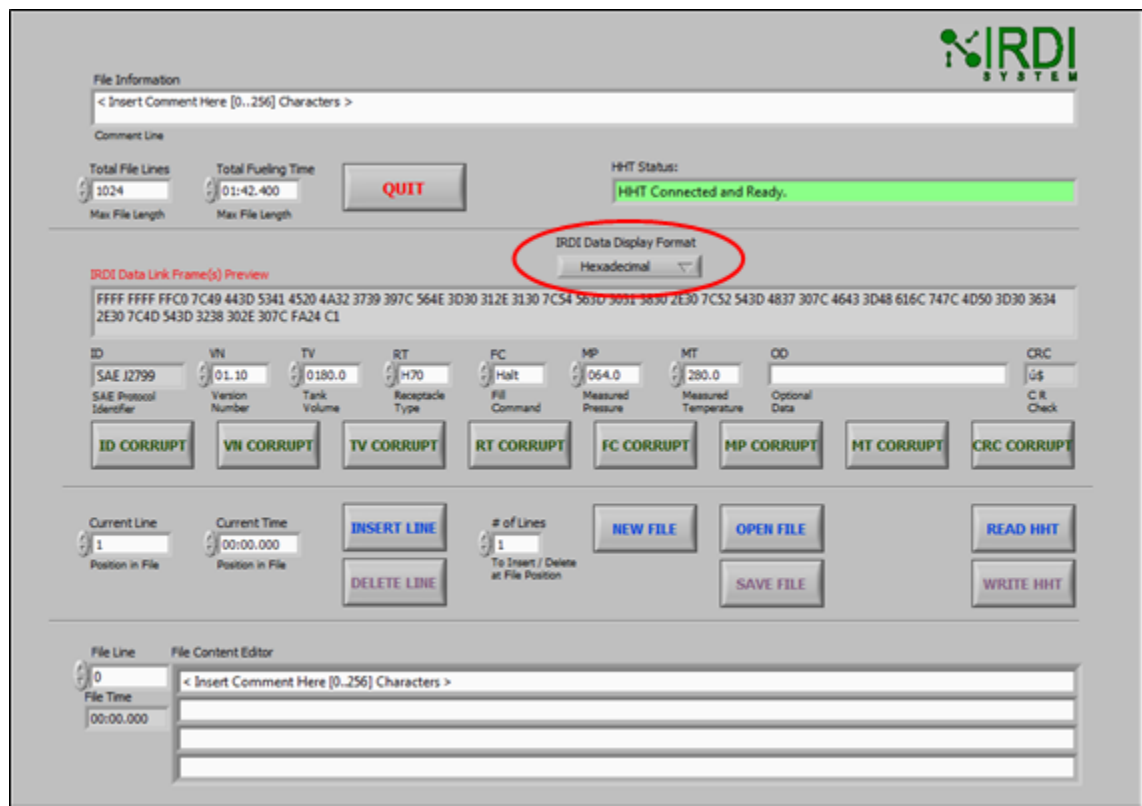 IRDI
SYSTEM
File Information
< Insert Comment Here [0..256] Characters >
Comment Line
Total File Lines
Total Fueling Time
HHT Status:
1024
01:42.400
QUIT
HHT Connected and Ready.
Max File Length
Max File Length
IRDI Data Display Format
Hexadecimal
IRDI Data Link Frame(s) Preview
FFFF FFFF FFC0 7C49 443D 5341 4520 4A32 3739 397C 564E 3D30 312E 3130 7C54 563D 3031 3830 2E30 7C52 543D 4837 307C 4643 3D48 616C 747C 4D50 3D30 3634
2E30 7C4D 543D 3238 302E 307C FA24 C1
ID VN TV RT FC MP MT OD CRC
SAE J2799 01.10 0180.0 H70 Halt 064.0 280.0 ú$
SAE Protocol Version Tank Receptacle Fill Measured Measured Optional C R
Identifier Number Volume Type Command Pressure Temperature Data Check
ID CORRUPT VN CORRUPT TV CORRUPT RT CORRUPT FC CORRUPT MP CORRUPT MT CORRUPT CRC CORRUPT
Current Line
Current Time
INSERT LINE
# of Lines
NEW FILE
OPEN FILE
READ HHT
1
00:00.000
1
Position in File
Position in File
To Insert / Delete
at File Position
DELETE LINE
SAVE FILE
WRITE HHT
File Line
File Content Editor
0
< Insert Comment Here [0..256] Characters >
File Time
00:00.000